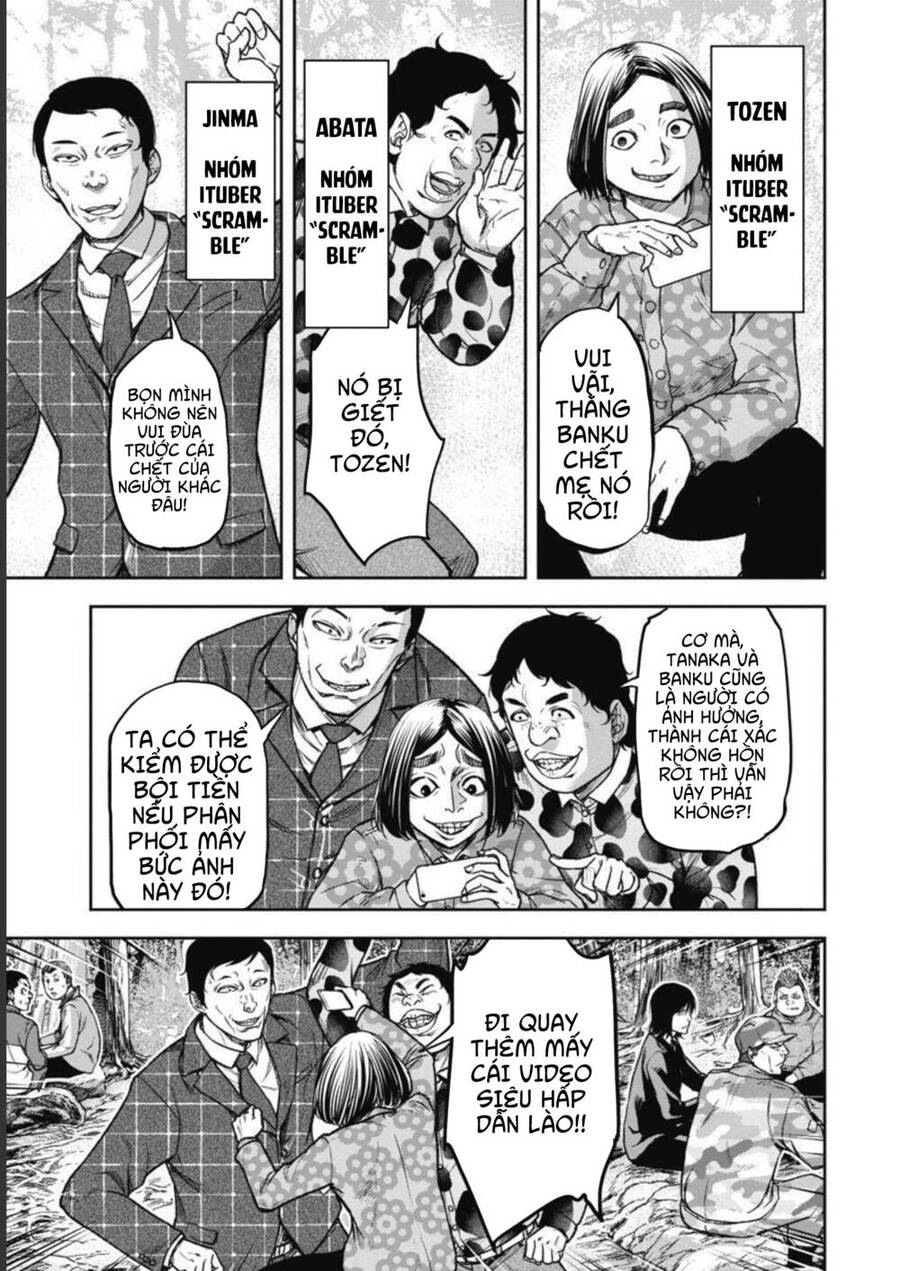 TOZEN
NHÓM
ITUBER
“SCRAM-
BLE”
VUI
VÃI,
THẰNG
BANKU
CHẾT
MẸ NÓ
RỒI!
ABATA
NHÓM
ITUBER
“SCRAM-
BLE”
NÓ BỊ
GIẾT
ĐÓ,
TOZEN!
JINMA
NHÓM
ITUBER
“SCRAM-
BLE”
BỌN MÌNH
KHÔNG NÊN
VUI ĐÙA
TRƯỚC CÁI
CHẾT CỦA
NGƯỜI KHÁC
ĐÂU!
CƠ MÀ,
TANAKA VÀ
BANKU CŨNG
LÀ NGƯỜI CÓ
ẢNH HƯỞNG,
THÀNH CÁI XÁC
KHÔNG HỒN
RỒI THÌ VẪN
VẬY PHẢI
KHÔNG?!
TA CÓ THỂ
KIẾM ĐƯỢC
BỘI TIỀN
NẾU PHÂN
PHỐI MẤY
BỨC ẢNH
NÀY ĐÓ!
ĐI QUAY
THÊM MẤY
CÁI VIDEO
SIÊU HẤP
DẪN LÀO!!